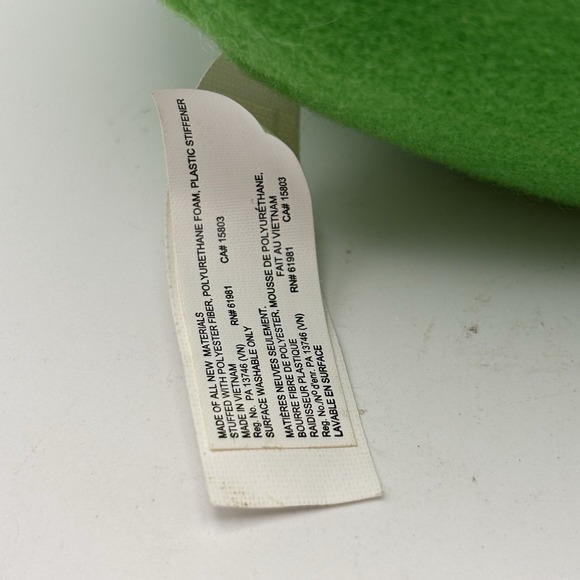 MADE OF ALL NEW MATERIALS
STUFFED WITH POLYESTER FIBER, POLYURETHANE FOAM, PLASTIC STIFFENER
MADE IN VIETNAM RN# 61981 CA# 15803
Reg. No. PA 13746 (VN)
SURFACE WASHABLE ONLY
MATIÈRES NEUVES SEULEMENT.
BOURRE FIBRE DE POLYESTER, MOUSSE DE POLYURÉTHANE,
RAIDISSEUR PLASTIQUE FAIT AU VIETNAM
Reg. No./Nº d'enr. PA 13746 (VN) RN# 61981 CA# 15803
LAVABLE EN SURFACE